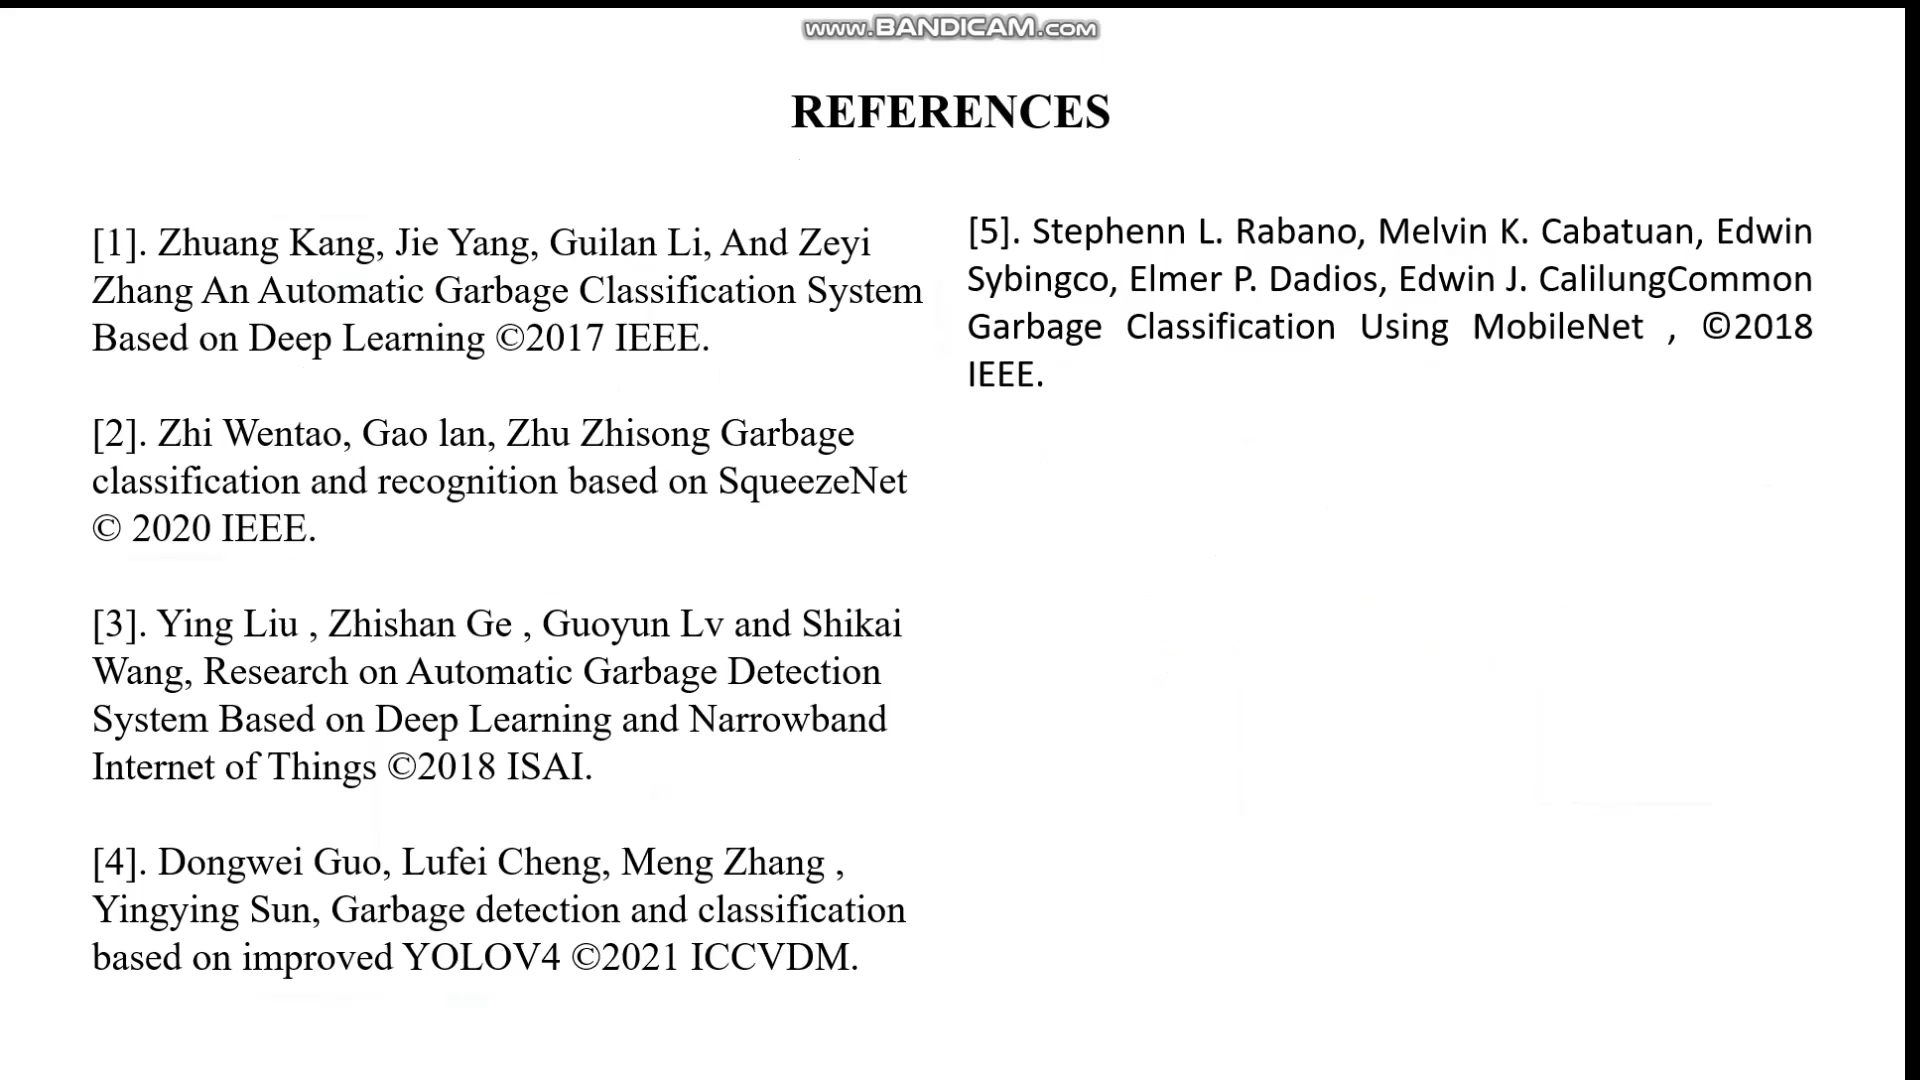 www.BANDICAM.com
REFERENCES
[1]. Zhuang Kang, Jie Yang, Guilan Li, And Zeyi
Zhang An Automatic Garbage Classification System
Based on Deep Learning ©2017 IEEE.
[2]. Zhi Wentao, Gao lan, Zhu Zhisong Garbage
classification and recognition based on SqueezeNet
© 2020 IEEE.
[3]. Ying Liu , Zhishan Ge , Guoyun Lv and Shikai
Wang, Research on Automatic Garbage Detection
System Based on Deep Learning and Narrowband
Internet of Things ©2018 ISAI.
[4]. Dongwei Guo, Lufei Cheng, Meng Zhang ,
Yingying Sun, Garbage detection and classification
based on improved YOLOV4 ©2021 ICCVDM.
[5]. Stephenn L. Rabano, Melvin K. Cabatuan, Edwin
Sybingco, Elmer P. Dadios, Edwin J. CalilungCommon
Garbage Classification Using MobileNet , ©2018
IEEE.